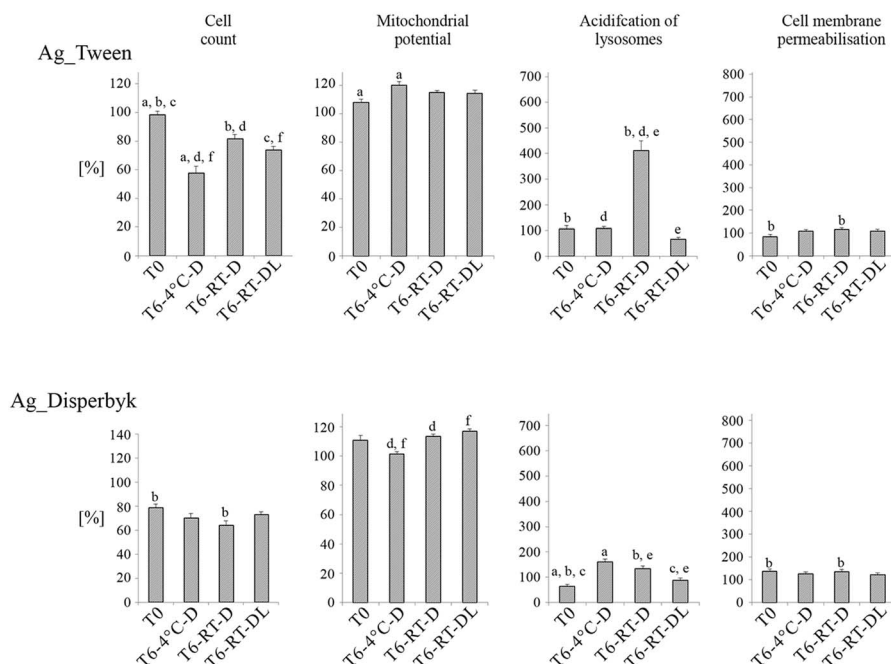 Cell
count
Mitochondrial
potential
Acidifcation of
lysosomes
Cell membrane
permeabilisation
Ag_Tween
[%]
120
100
80
60
40
20
0
a, b, c
a, d, f
b, d
c, f
T0
T6-4°C-D
T6-RT-D
T6-RT-DL
120
100
80
60
40
20
0
a
a
T0
T6-4°C-D
T6-RT-D
T6-RT-DL
700
600
500
400
300
200
100
0
b
d
b, d, e
e
T0
T6-4°C-D
T6-RT-D
T6-RT-DL
800
700
600
500
400
300
200
100
0
b
b
T0
T6-4°C-D
T6-RT-D
T6-RT-DL
Ag_Disperbyk
[%]
140
120
100
80
60
40
20
0
b
b
T0
T6-4°C-D
T6-RT-D
T6-RT-DL
120
100
80
60
40
20
0
d, f
d
f
T0
T6-4°C-D
T6-RT-D
T6-RT-DL
700
600
500
400
300
200
100
0
a, b, c
a
b, e
c, e
T0
T6-4°C-D
T6-RT-D
T6-RT-DL
800
700
600
500
400
300
200
100
0
b
b
T0
T6-4°C-D
T6-RT-D
T6-RT-DL